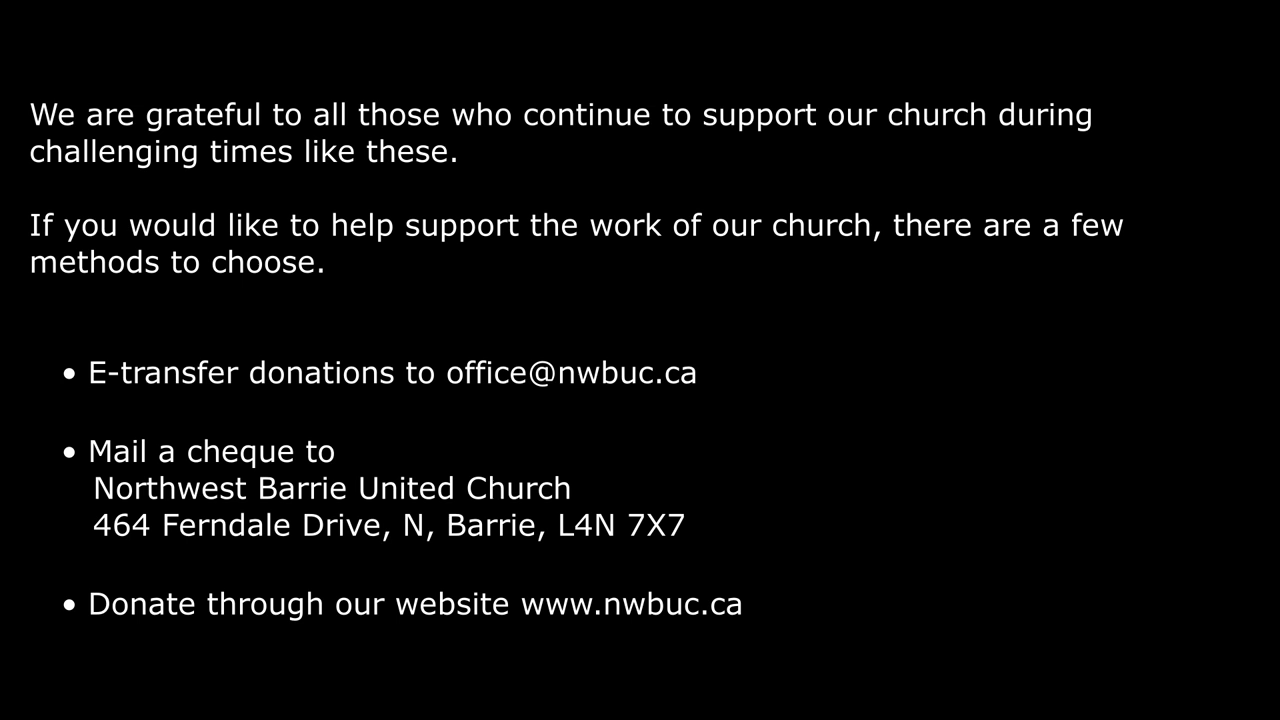 We are grateful to all those who continue to support our church during
challenging times like these.
If you would like to help support the work of our church, there are a few
methods to choose.
• E-transfer donations to office@nwbuc.ca
• Mail a cheque to
Northwest Barrie United Church
464 Ferndale Drive, N, Barrie, L4N 7X7
• Donate through our website www.nwbuc.ca